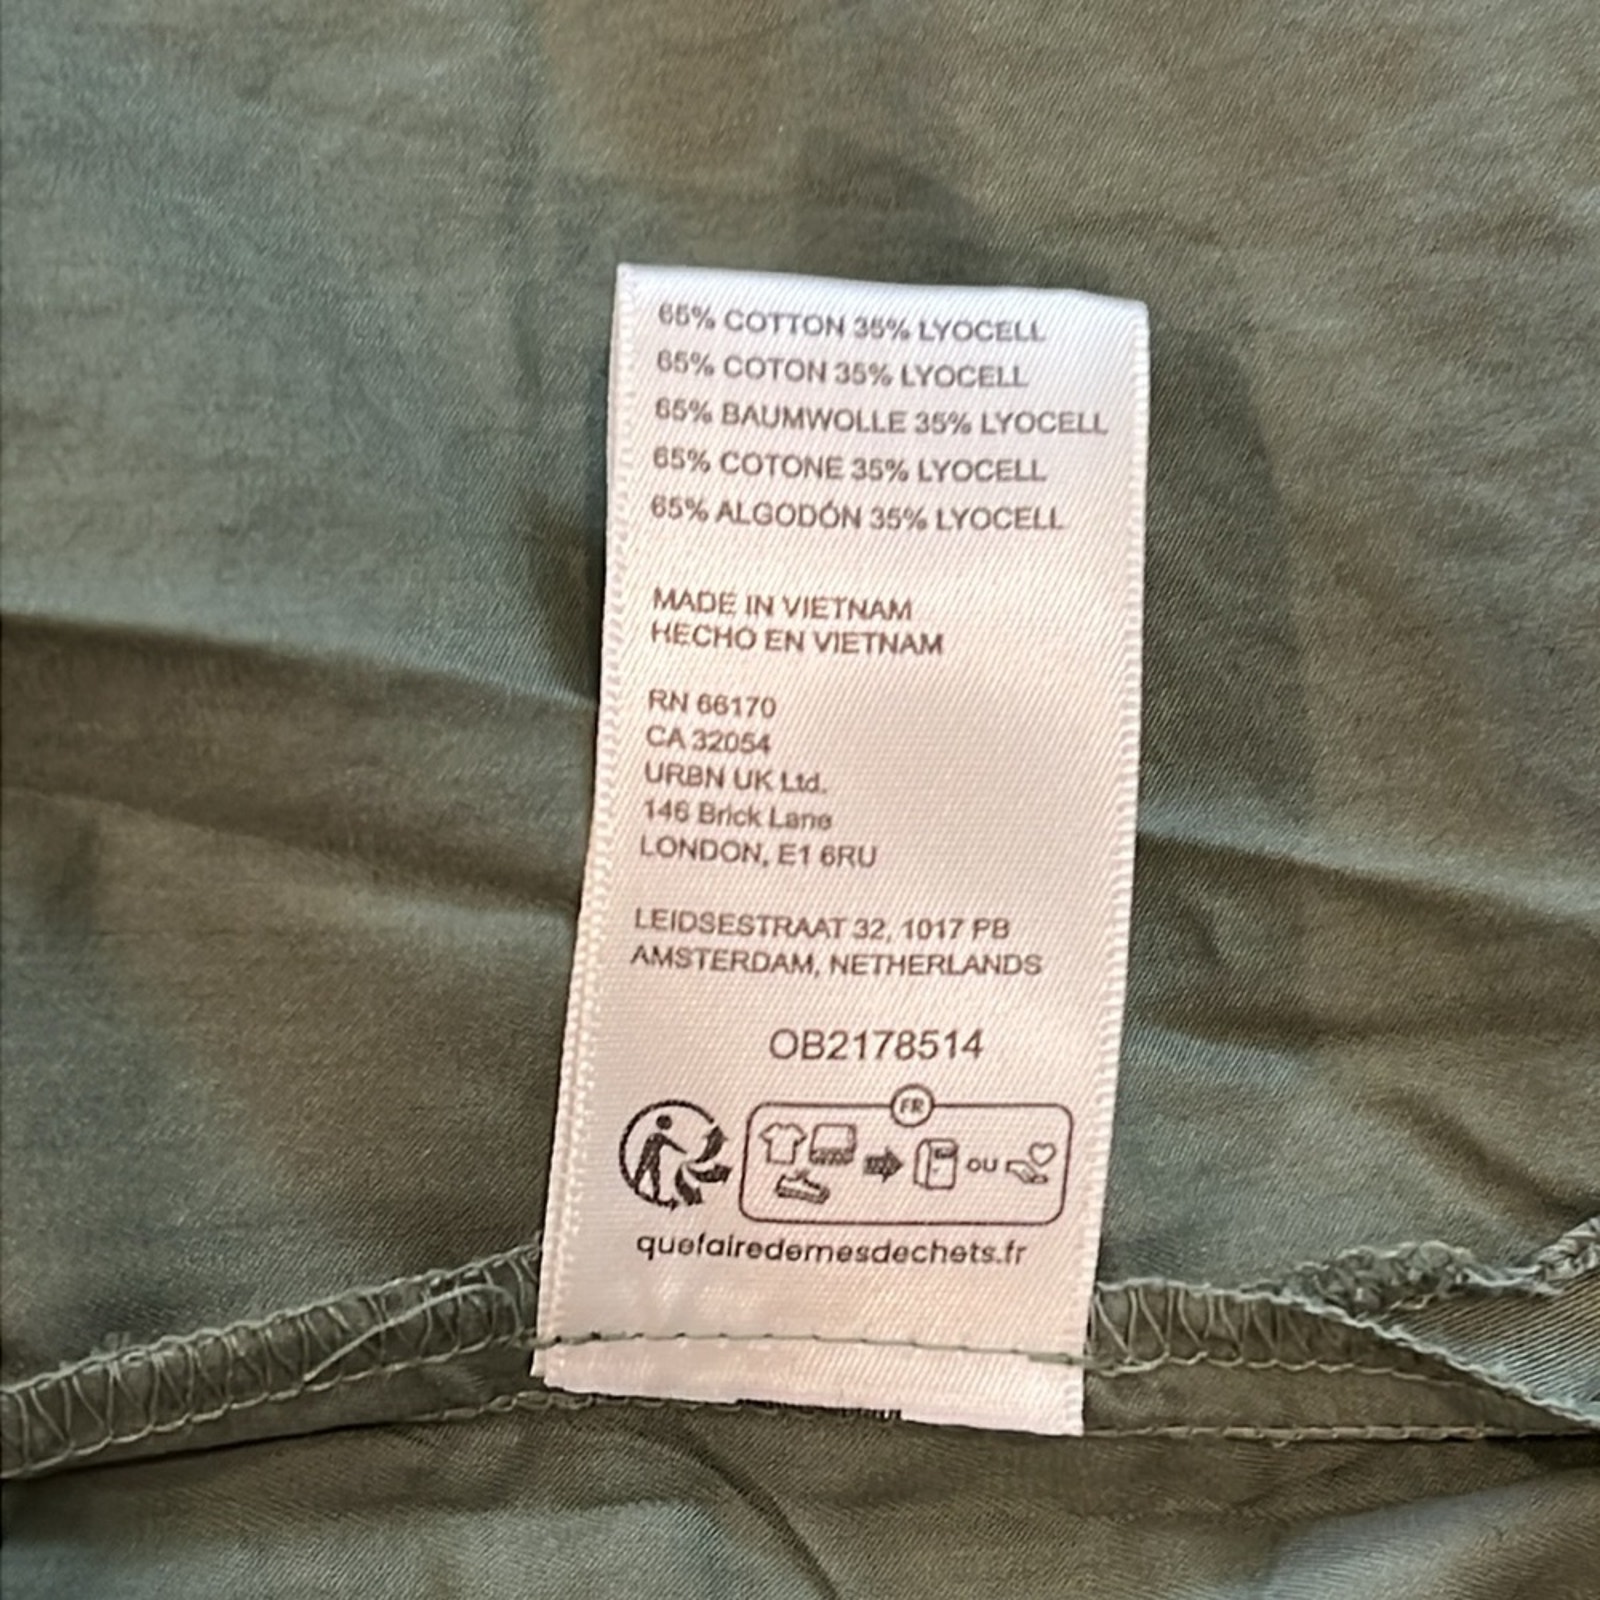 65% COTTON 35% LYOCELL
65% COTON 35% LYOCELL
65% BAUMWOLLE 35% LYOCELL
65% COTONE 35% LYOCELL
65% ALGODÓN 35% LYOCELL
MADE IN VIETNAM
HECHO EN VIETNAM
RN 66170
CA 32054
URBN UK Ltd.
146 Brick Lane
LONDON, E1 6RU
LEIDSESTRAAT 32, 1017 PB
AMSTERDAM, NETHERLANDS
OB2178514
FR
OU
quefairedemesdechets.fr